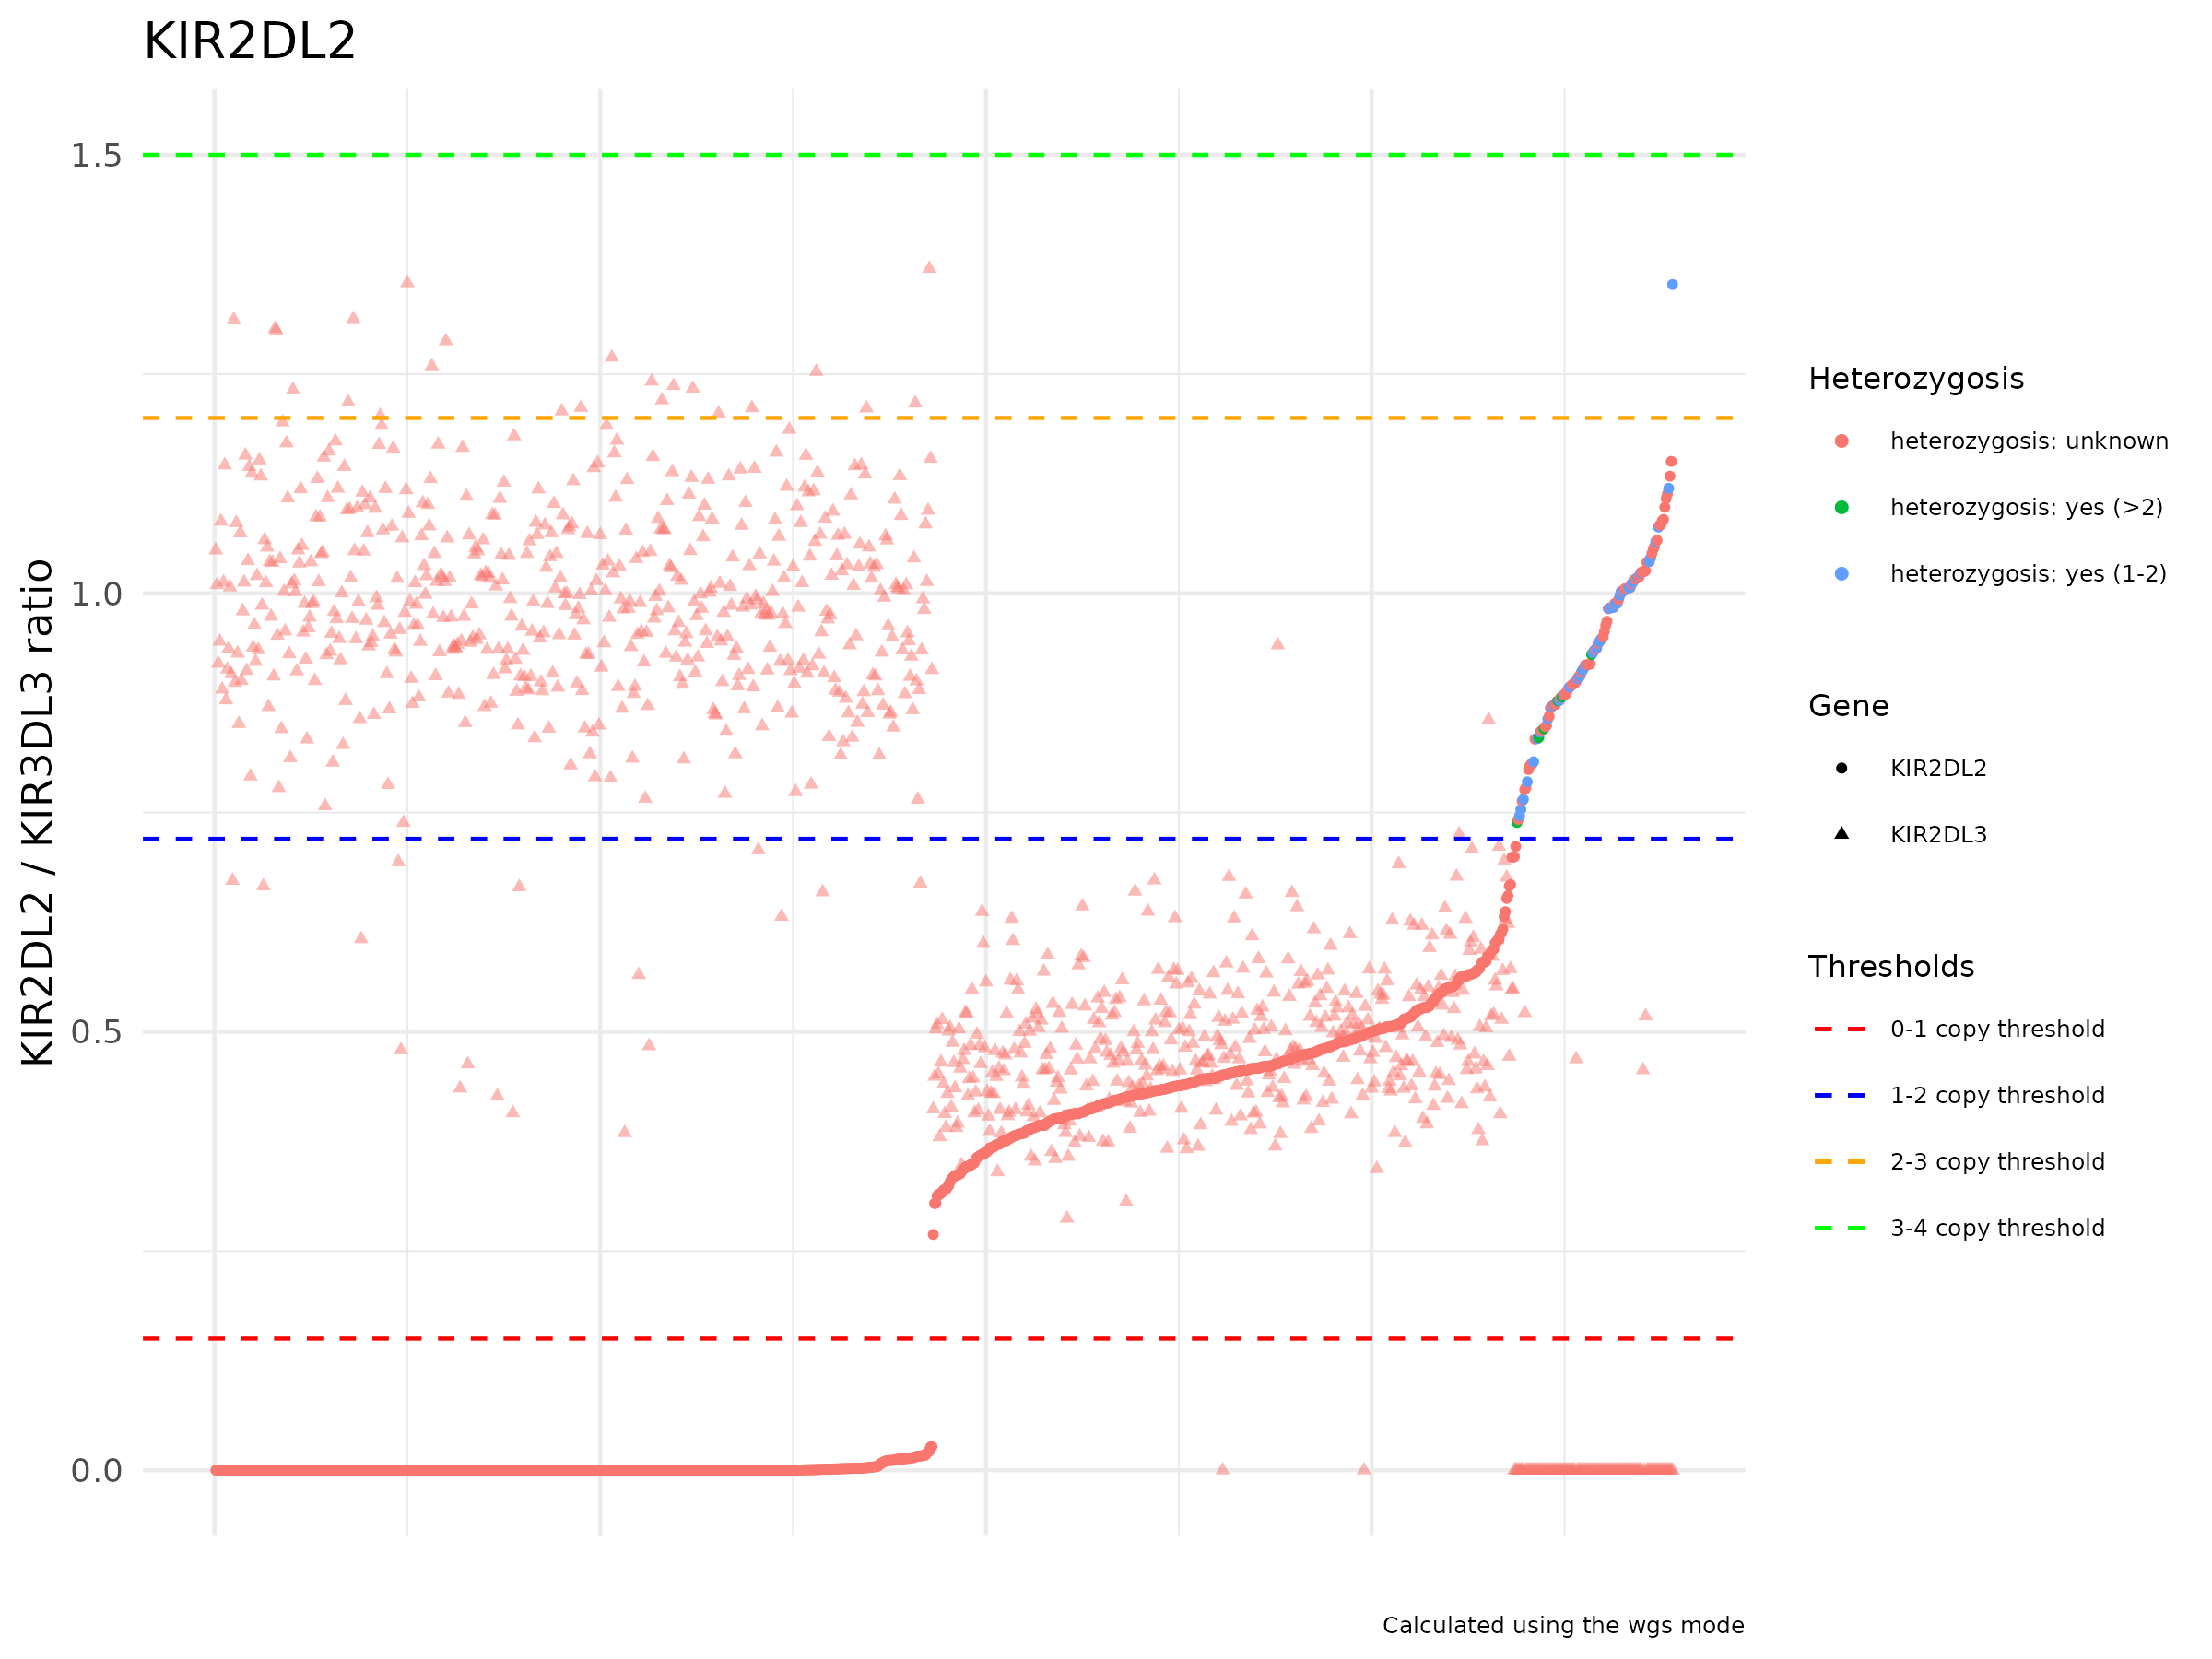 KIR2DL2
KIR2DL2 / KIR3DL3 ratio
1.5
1.0
0.5
0.0
Heterozygosis
heterozygosis: unknown
heterozygosis: yes (>2)
heterozygosis: yes (1-2)
Gene
KIR2DL2
KIR2DL3
Thresholds
0-1 copy threshold
1-2 copy threshold
2-3 copy threshold
3-4 copy threshold
Calculated using the wgs mode